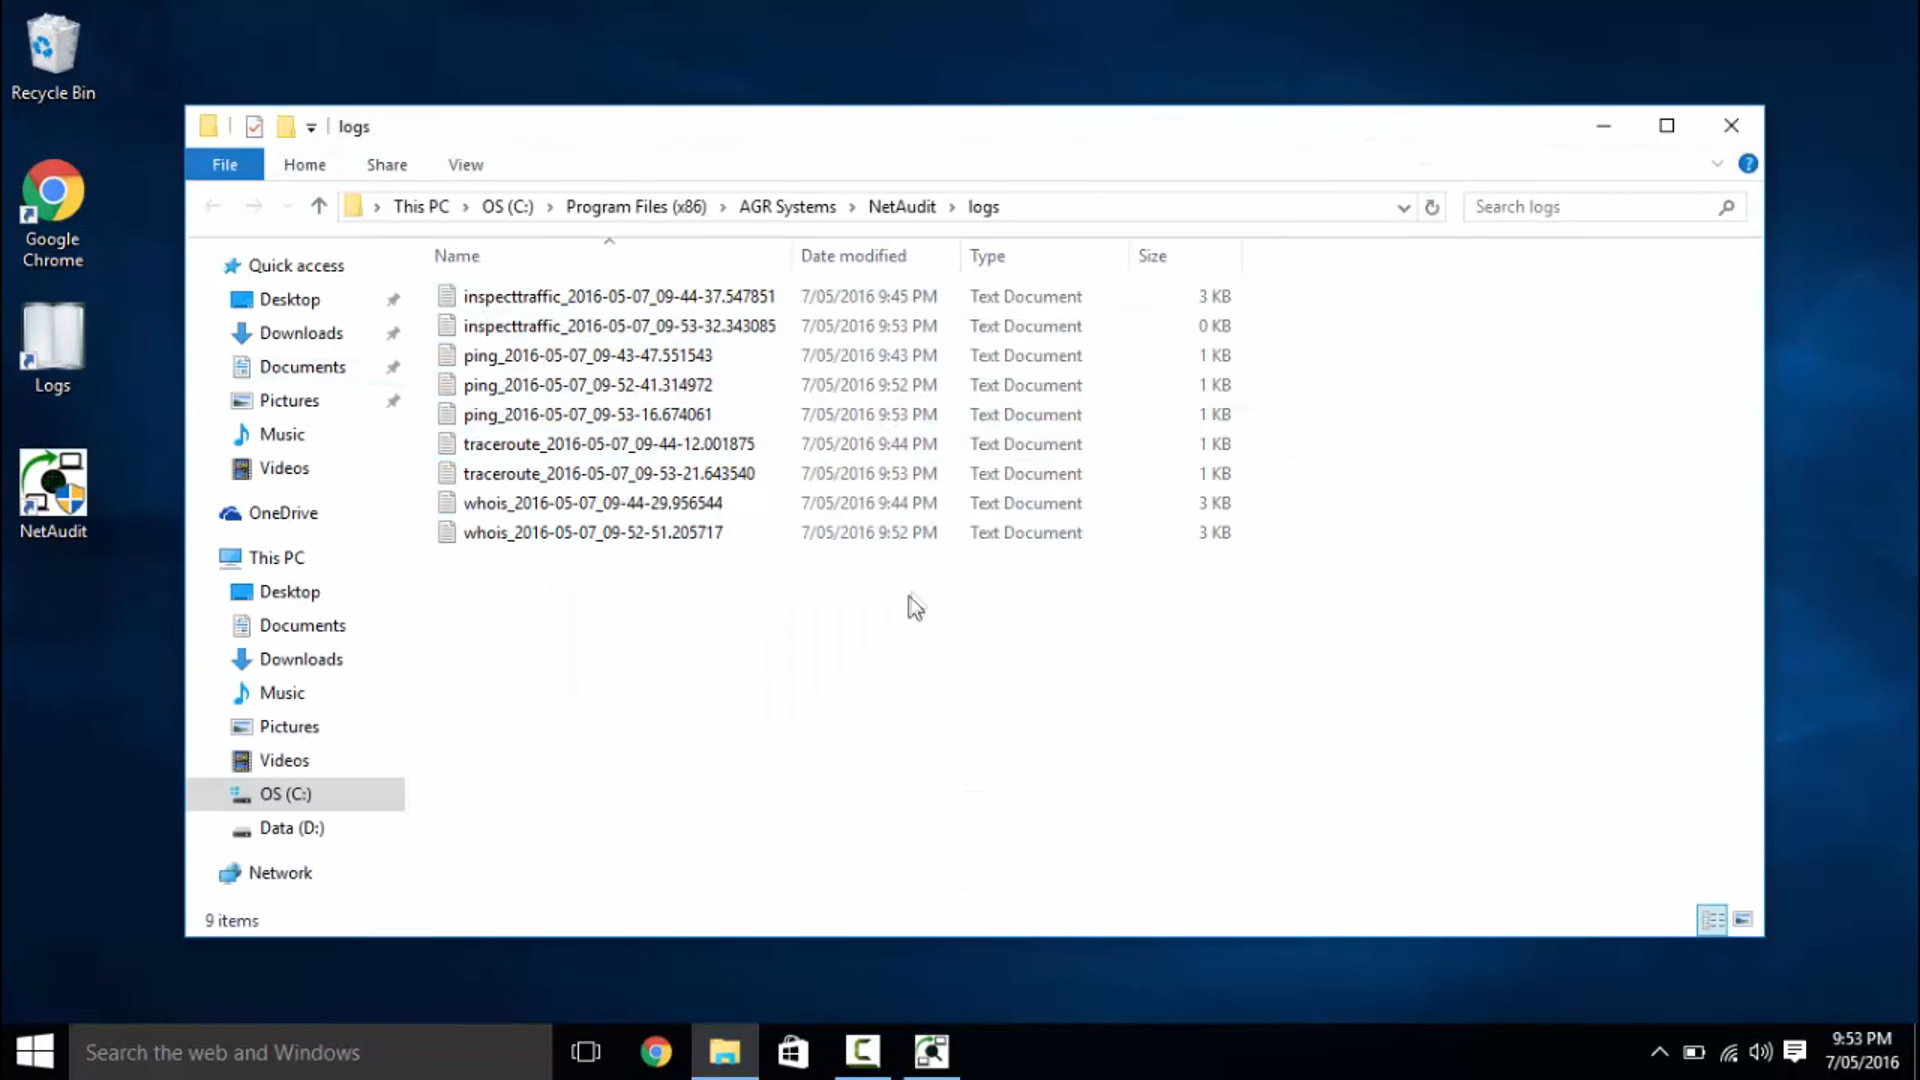 Recycle Bin
Google
Chrome
Logs
NetAudit
logs
File Home Share View
This PC OS (C:) Program Files (x86) AGR Systems NetAudit logs
Search logs
Quick access
Desktop
Downloads
Documents
Pictures
Music
Videos
OneDrive
This PC
Desktop
Documents
Downloads
Music
Pictures
Videos
OS (C:)
Data (D:)
Network
Name Date modified Type Size
inspecttraffic_2016-05-07_09-44-37.547851 7/05/2016 9:45 PM Text Document 3 KB
inspecttraffic_2016-05-07_09-53-32.343085 7/05/2016 9:53 PM Text Document 0 KB
ping_2016-05-07_09-43-47.551543 7/05/2016 9:43 PM Text Document 1 KB
ping_2016-05-07_09-52-41.314972 7/05/2016 9:52 PM Text Document 1 KB
ping_2016-05-07_09-53-16.674061 7/05/2016 9:53 PM Text Document 1 KB
traceroute_2016-05-07_09-44-12.001875 7/05/2016 9:44 PM Text Document 1 KB
traceroute_2016-05-07_09-53-21.643540 7/05/2016 9:53 PM Text Document 1 KB
whois_2016-05-07_09-44-29.956544 7/05/2016 9:44 PM Text Document 3 KB
whois_2016-05-07_09-52-51.205717 7/05/2016 9:52 PM Text Document 3 KB
9 items
Search the web and Windows
9:53 PM
7/05/2016